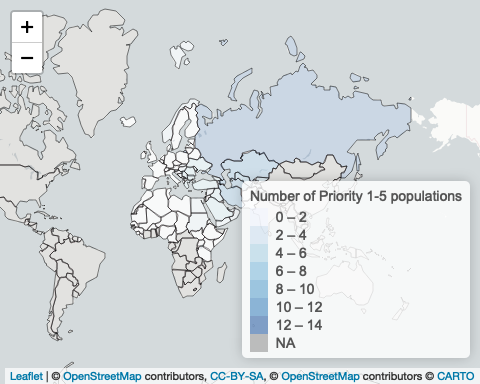 +
−
Number of Priority 1-5 populations
0 – 2
2 – 4
4 – 6
6 – 8
8 – 10
10 – 12
12 – 14
NA
Leaflet | © OpenStreetMap contributors, CC-BY-SA, © OpenStreetMap contributors © CARTO